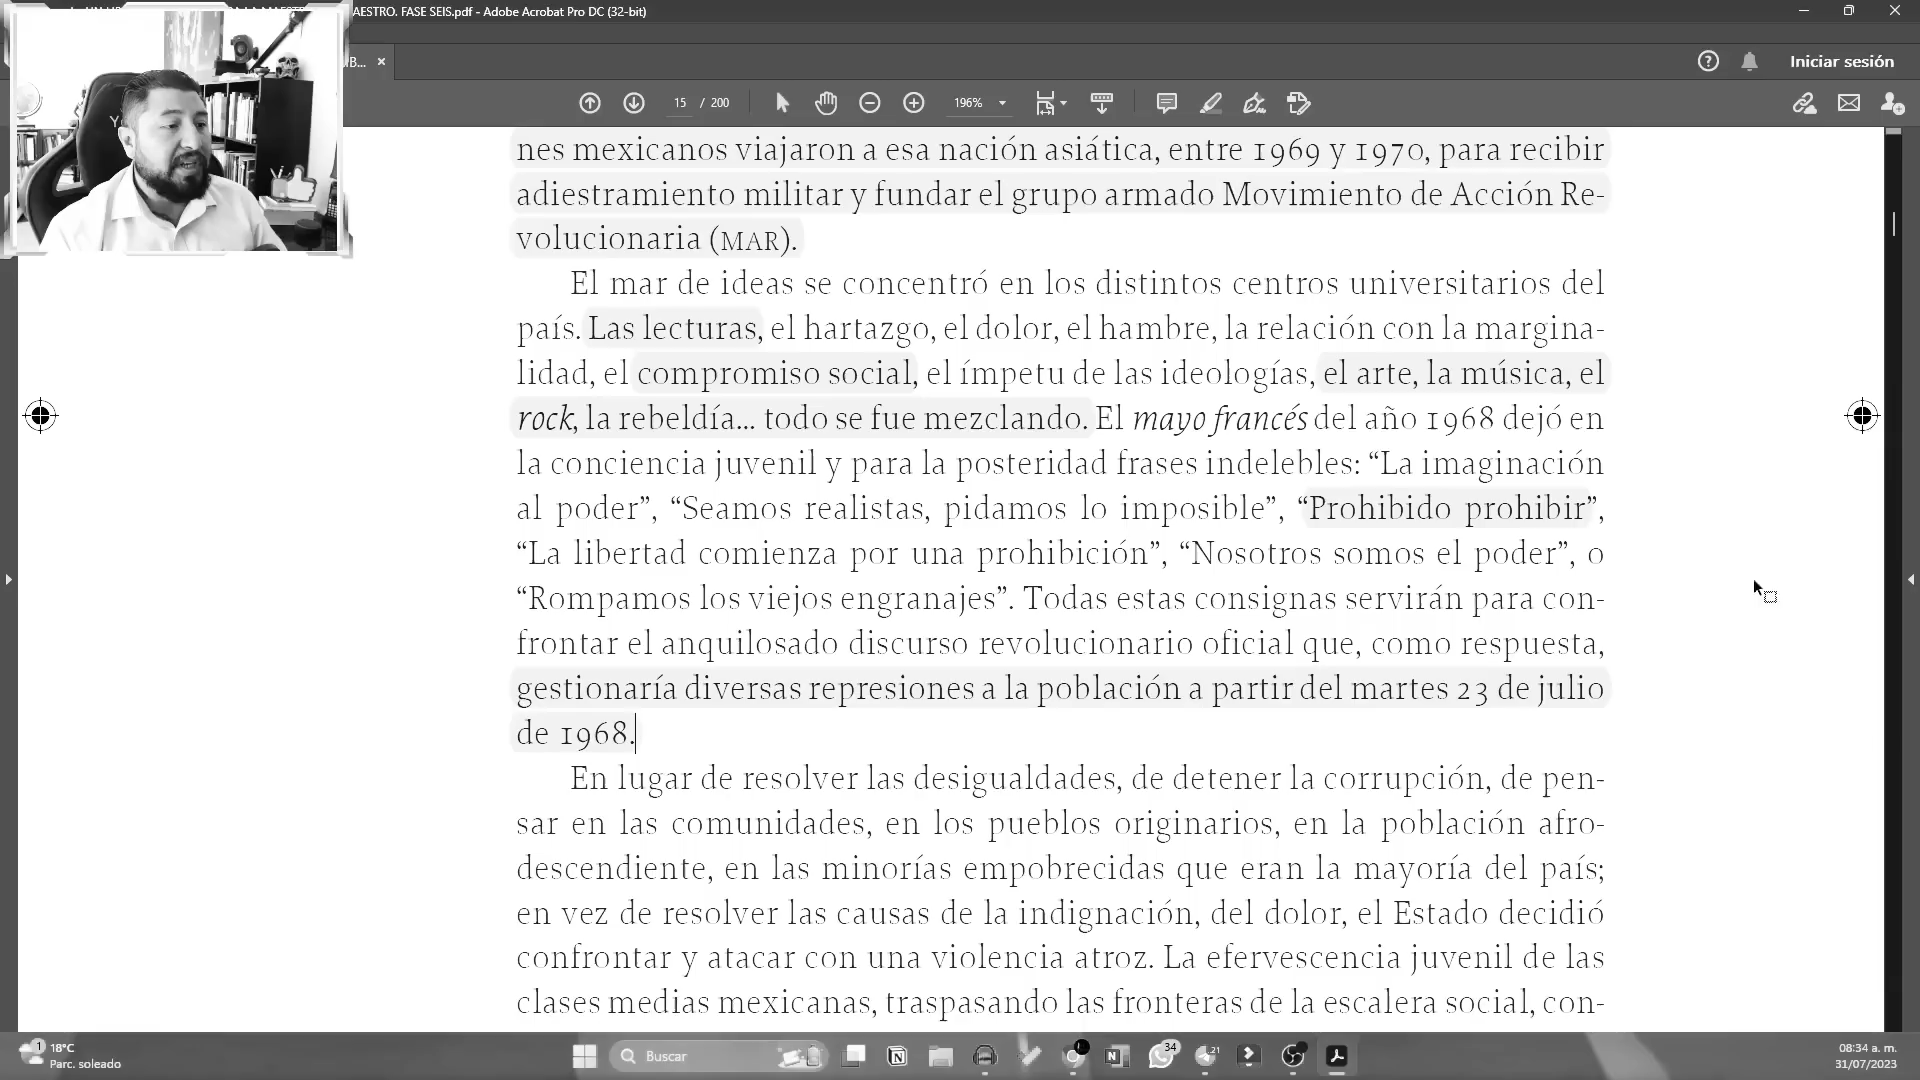 AESTRO. FASE SEIS.pdf - Adobe Acrobat Pro DC (32-bit)
B... ×
Iniciar sesión
15 / 200
196%
nes mexicanos viajaron a esa nación asiática, entre 1969 y 1970, para recibir
adiestramiento militar y fundar el grupo armado Movimiento de Acción Re-
volucionaria (MAR).
El mar de ideas se concentró en los distintos centros universitarios del
país. Las lecturas, el hartazgo, el dolor, el hambre, la relación con la margina-
lidad, el compromiso social, el ímpetu de las ideologías, el arte, la música, el
rock, la rebeldía... todo se fue mezclando. El mayo francés del año 1968 dejó en
la conciencia juvenil y para la posteridad frases indelebles: “La imaginación
al poder”, “Seamos realistas, pidamos lo imposible”, “Prohibido prohibir”,
“La libertad comienza por una prohibición”, “Nosotros somos el poder”, o
“Rompamos los viejos engranajes”. Todas estas consignas servirán para con-
frontar el anquilosado discurso revolucionario oficial que, como respuesta,
gestionaría diversas represiones a la población a partir del martes 23 de julio
de 1968.
En lugar de resolver las desigualdades, de detener la corrupción, de pen-
sar en las comunidades, en los pueblos originarios, en la población afro-
descendiente, en las minorías empobrecidas que eran la mayoría del país;
en vez de resolver las causas de la indignación, del dolor, el Estado decidió
confrontar y atacar con una violencia atroz. La efervescencia juvenil de las
clases medias mexicanas, traspasando las fronteras de la escalera social, con-
1
18°C
Parc. soleado
Buscar
34
21
08:34 a. m.
31/07/2023